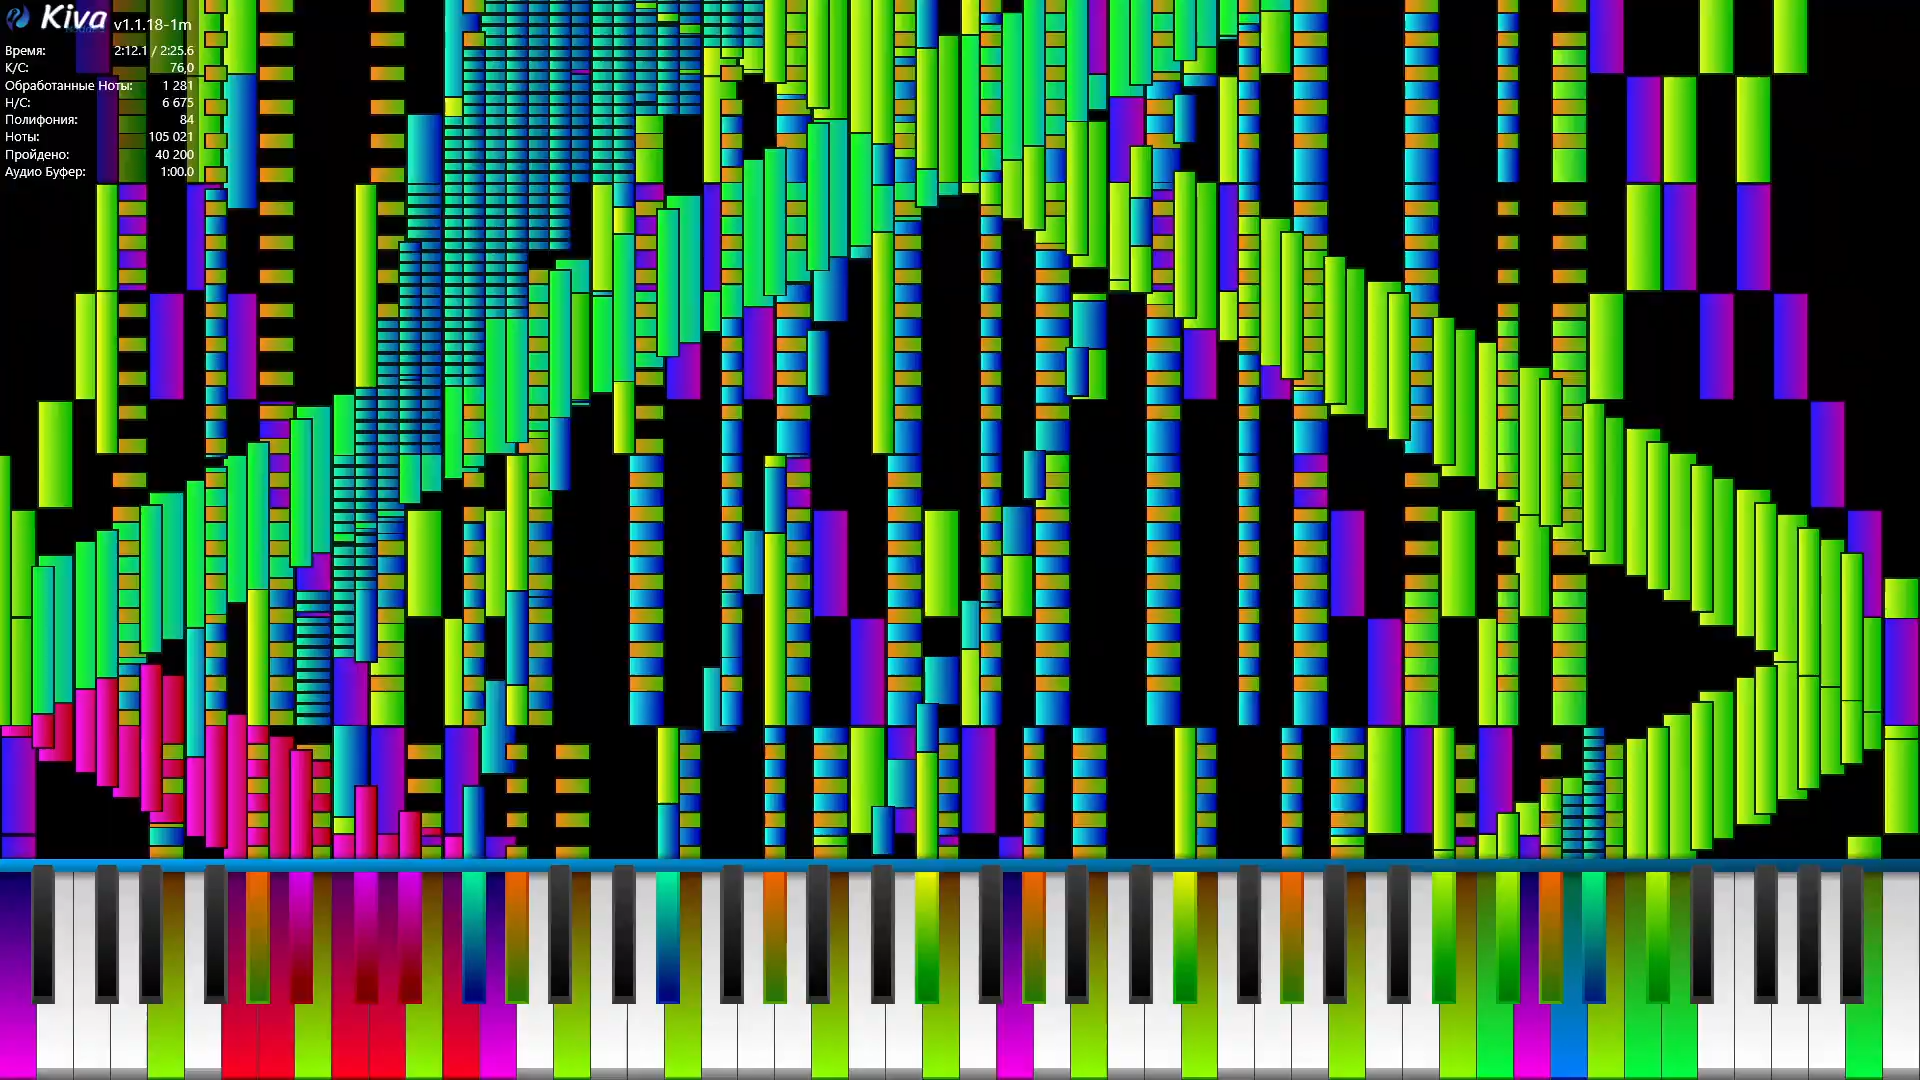 Kiva v1.1.18-1m
Время: 2:12.1 / 2:25.6
К/С: 76,0
Обработанные Ноты: 1 281
Н/С: 6 675
Полифония: 84
Ноты: 105 021
Пройдено: 40 200
Аудио Буфер: 1:00.0